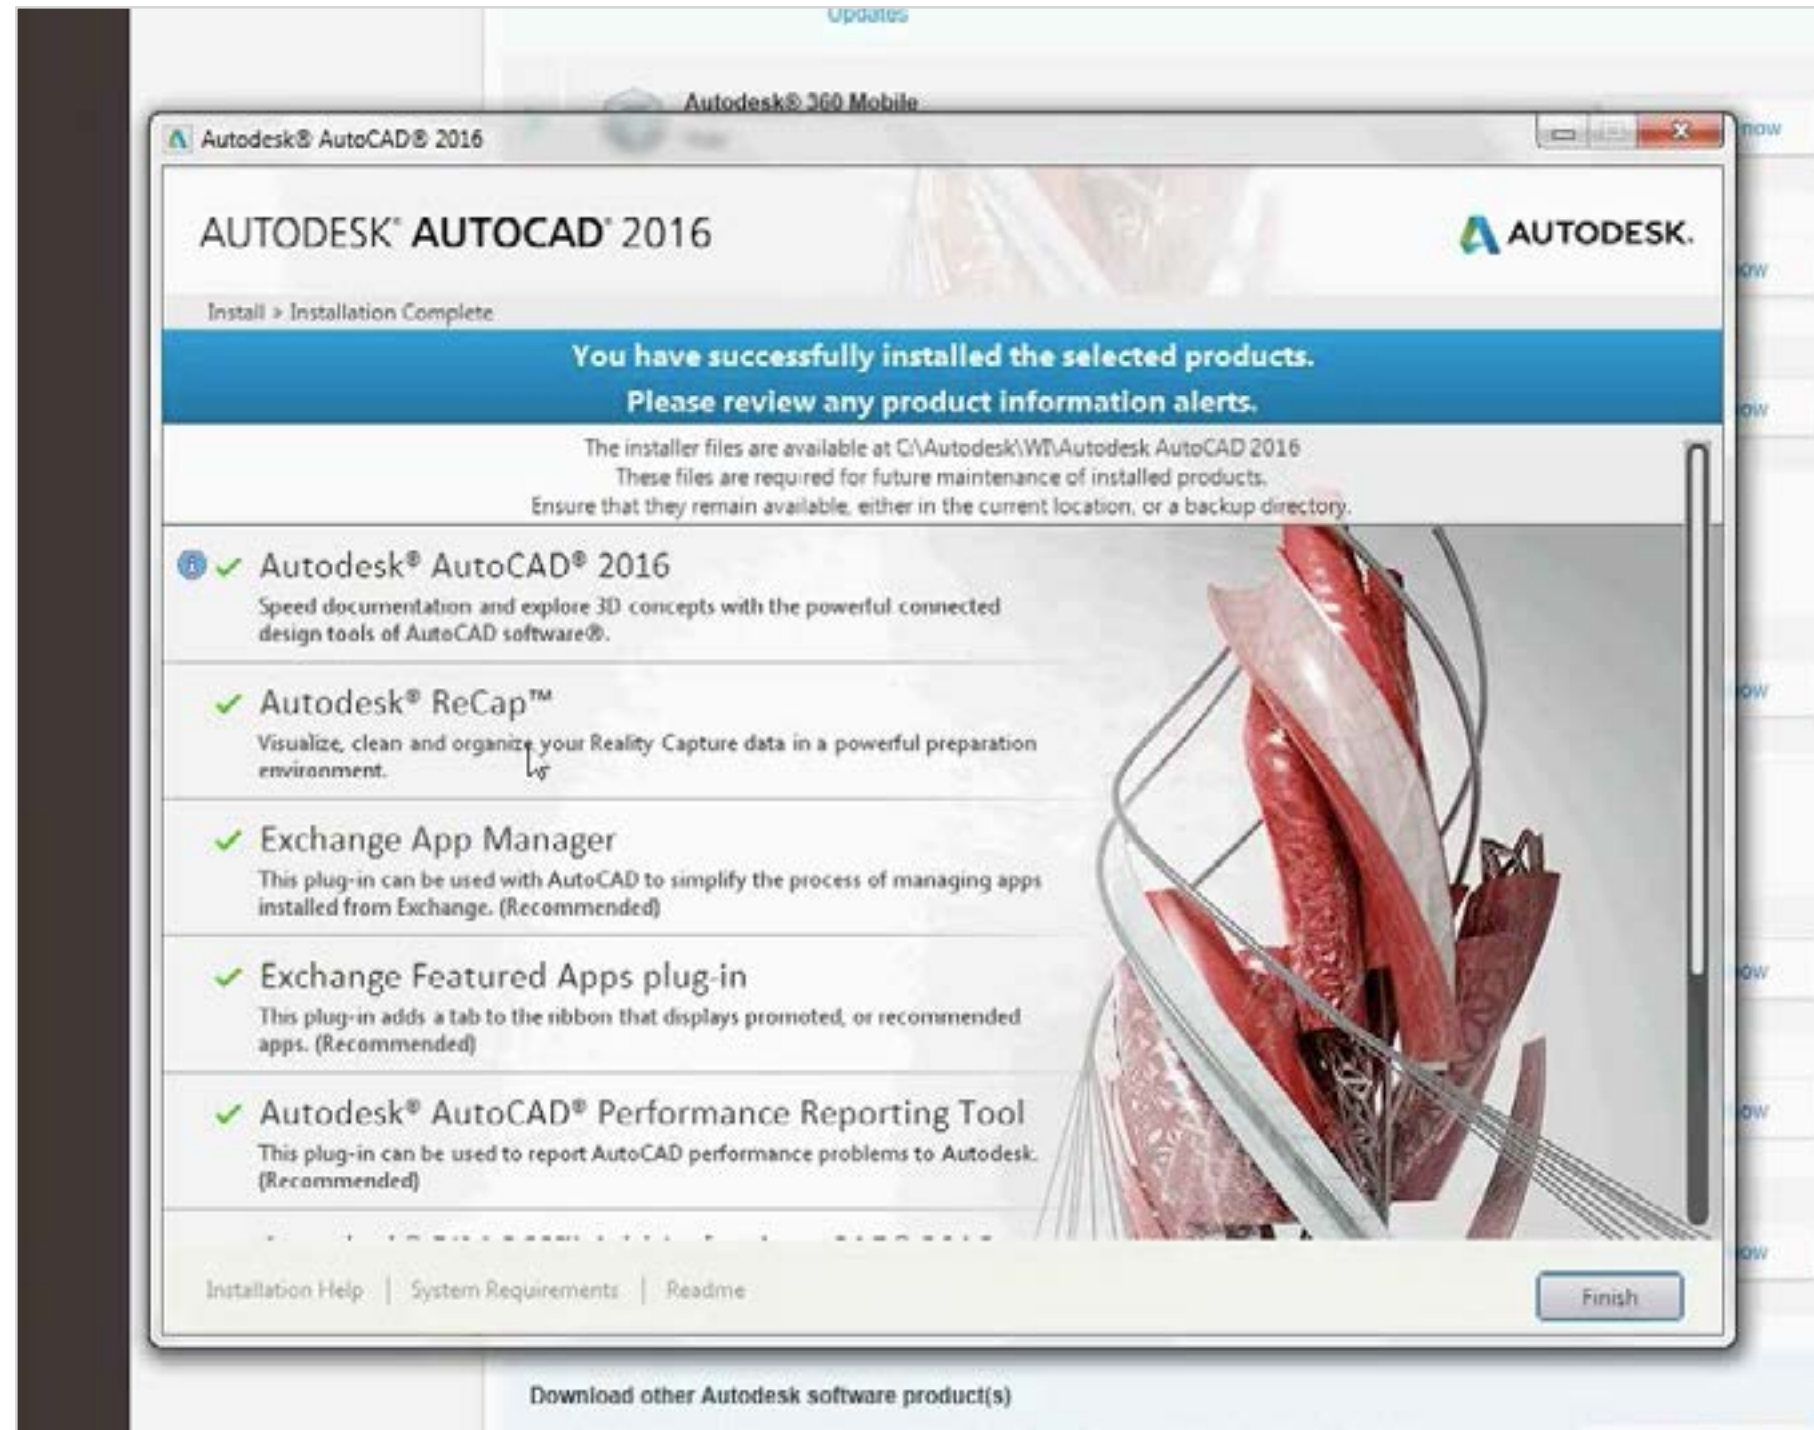 Updates
Autodesk® 360 Mobile
now
Autodesk® AutoCAD® 2016
AUTODESK® AUTOCAD® 2016
AUTODESK.
Install > Installation Complete
You have successfully installed the selected products.
Please review any product information alerts.
The installer files are available at C:\Autodesk\WI\Autodesk AutoCAD 2016
These files are required for future maintenance of installed products.
Ensure that they remain available, either in the current location, or a backup directory.
Autodesk® AutoCAD® 2016
Speed documentation and explore 3D concepts with the powerful connected
design tools of AutoCAD software®.
Autodesk® ReCap™
Visualize, clean and organize your Reality Capture data in a powerful preparation
environment.
Exchange App Manager
This plug-in can be used with AutoCAD to simplify the process of managing apps
installed from Exchange. (Recommended)
Exchange Featured Apps plug-in
This plug-in adds a tab to the ribbon that displays promoted, or recommended
apps. (Recommended)
Autodesk® AutoCAD® Performance Reporting Tool
This plug-in can be used to report AutoCAD performance problems to Autodesk.
(Recommended)
Installation Help | System Requirements | Readme
Finish
Download other Autodesk software product(s)